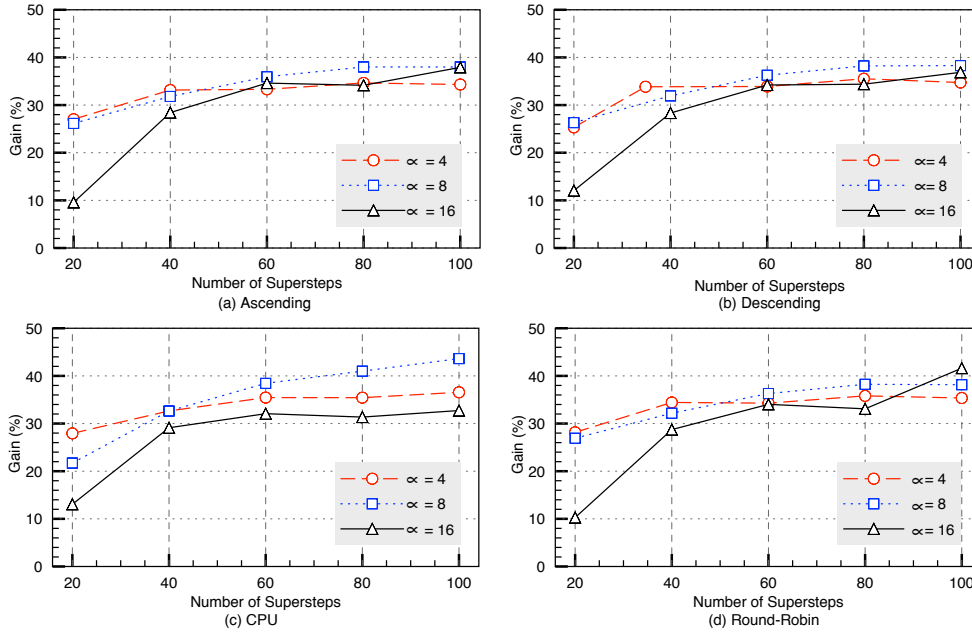 50
40
30
20
10
0
Gain (%)
∝ = 4
∝ = 8
∝ = 16
20 40 60 80 100
Number of Supersteps
(a) Ascending
50
40
30
20
10
0
Gain (%)
∝= 4
∝= 8
∝= 16
20 40 60 80 100
Number of Supersteps
(b) Descending
50
40
30
20
10
0
Gain (%)
∝ = 4
∝ = 8
∝ = 16
20 40 60 80 100
Number of Supersteps
(c) CPU
50
40
30
20
10
0
Gain (%)
∝= 4
∝= 8
∝= 16
20 40 60 80 100
Number of Supersteps
(d) Round-Robin